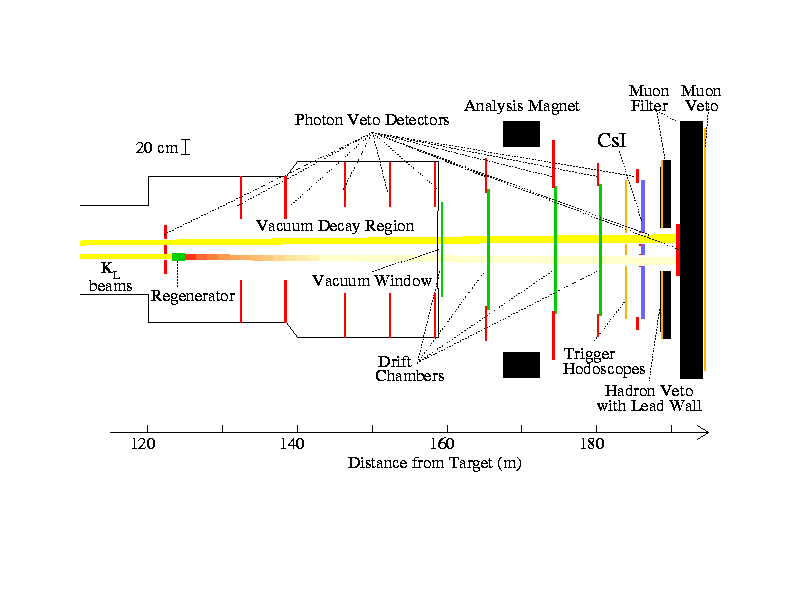 Muon Muon
Analysis Magnet Filter Veto
Photon Veto Detectors
CsI
20 cm
Vacuum Decay Region
K_L
beams
Vacuum Window
Regenerator
Drift
Chambers
Trigger
Hodoscopes
Hadron Veto
with Lead Wall
120 140 160 180
Distance from Target (m)